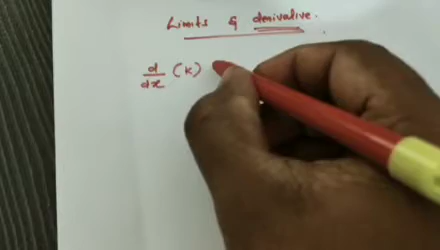 Limits & derivative.
d/dx (k)